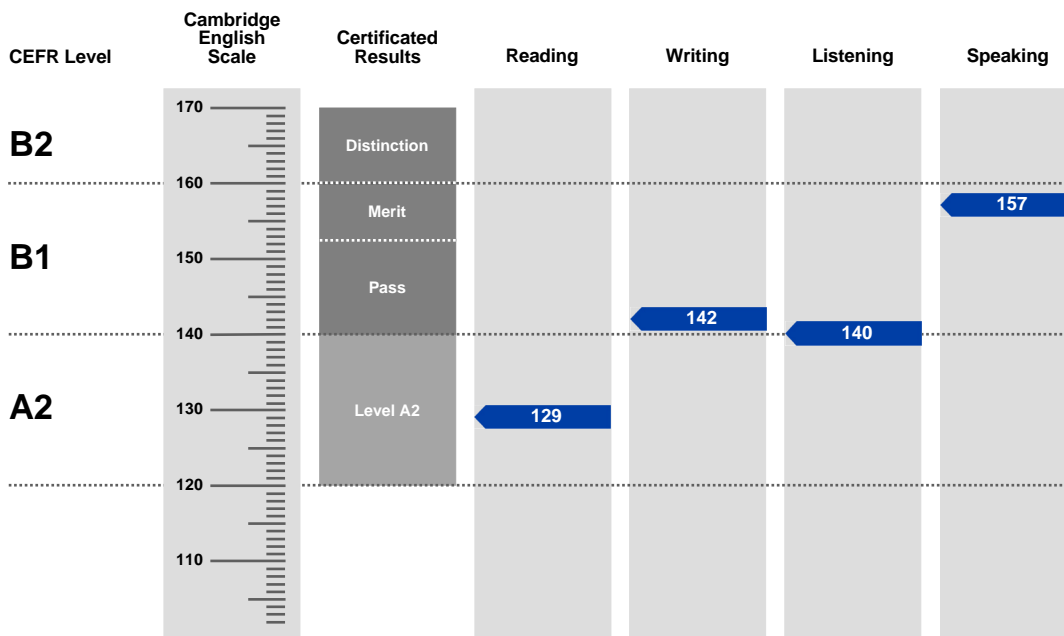 CEFR Level
Cambridge
English
Scale
Certificated
Results
Reading
Writing
Listening
Speaking
170
B2
Distinction
160
Merit
157
B1
150
Pass
142
140
140
A2
130
Level A2
129
120
110